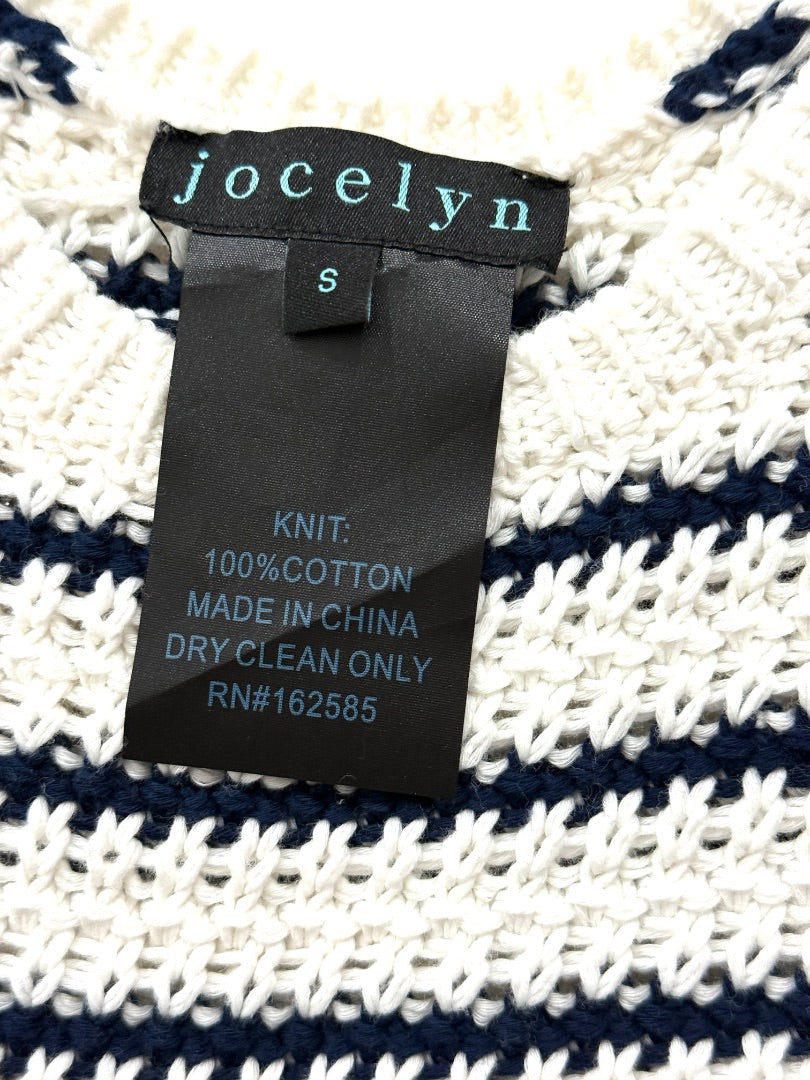 jocelyn
S
KNIT:
100%COTTON
MADE IN CHINA
DRY CLEAN ONLY
RN#162585